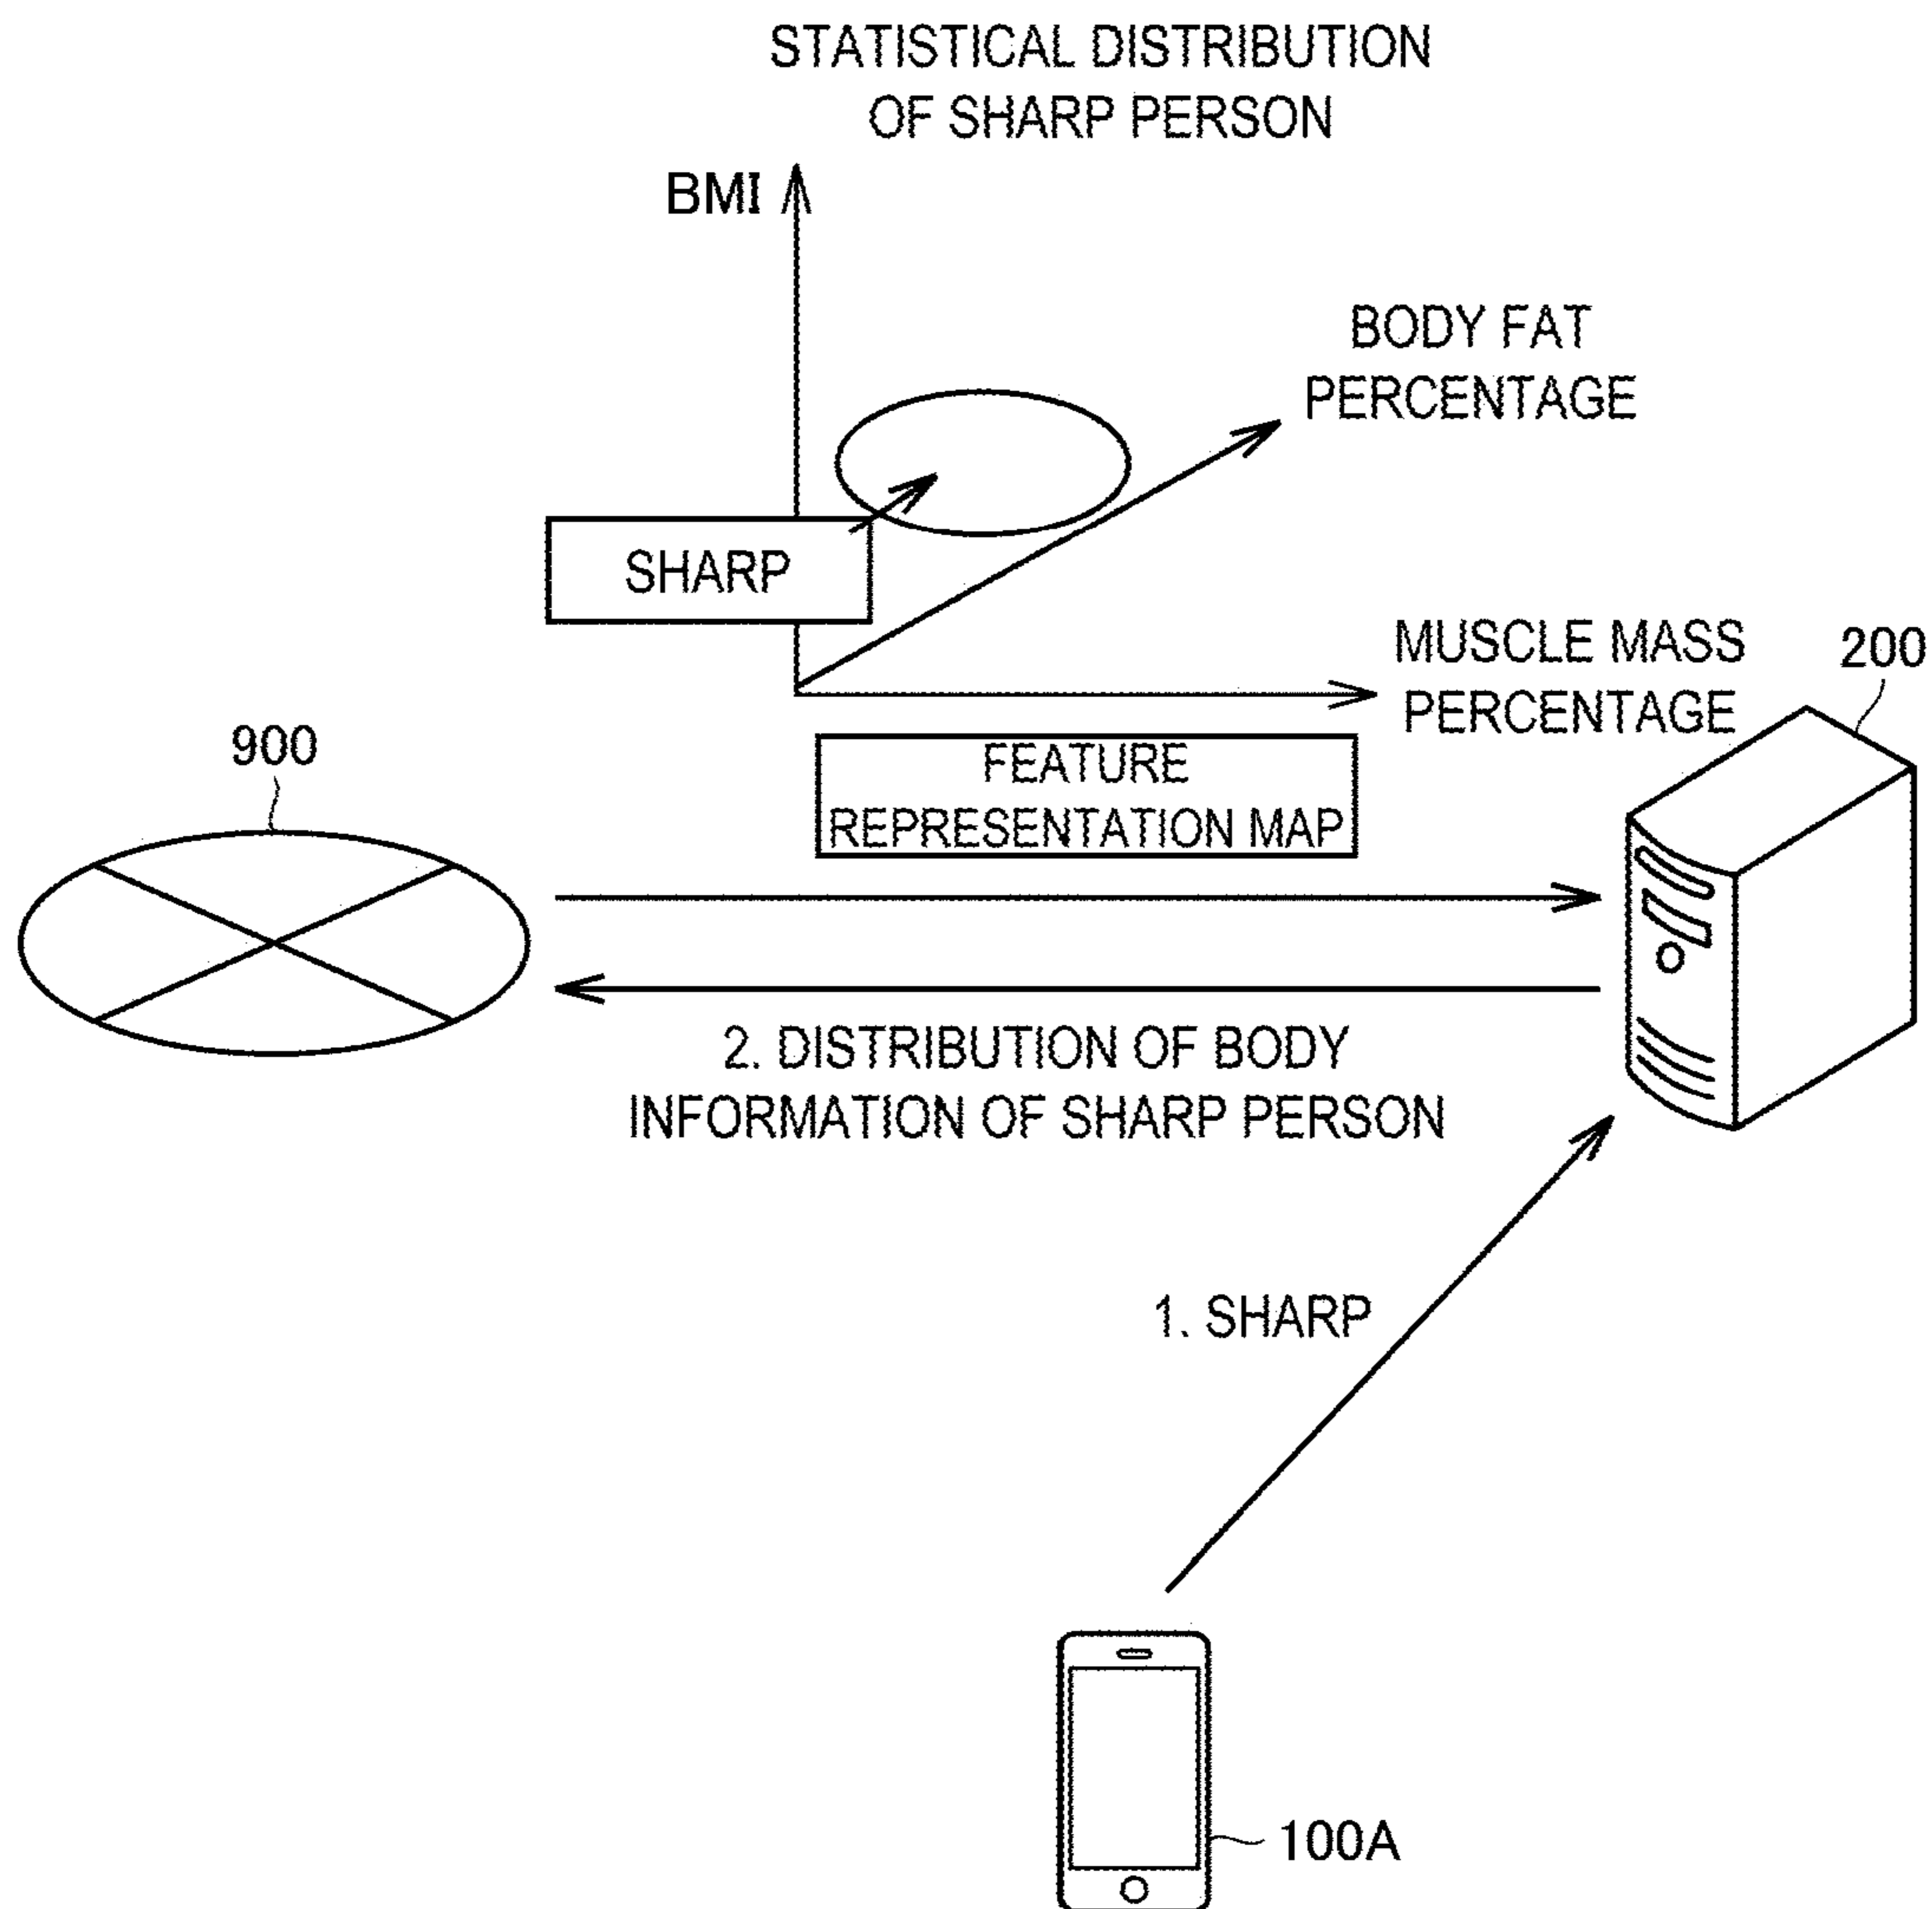 STATISTICAL DISTRIBUTION
OF SHARP PERSON
BMI
BODY FAT
PERCENTAGE
SHARP
MUSCLE MASS
PERCENTAGE
200
900
FEATURE
REPRESENTATION MAP
2. DISTRIBUTION OF BODY
INFORMATION OF SHARP PERSON
1. SHARP
100A